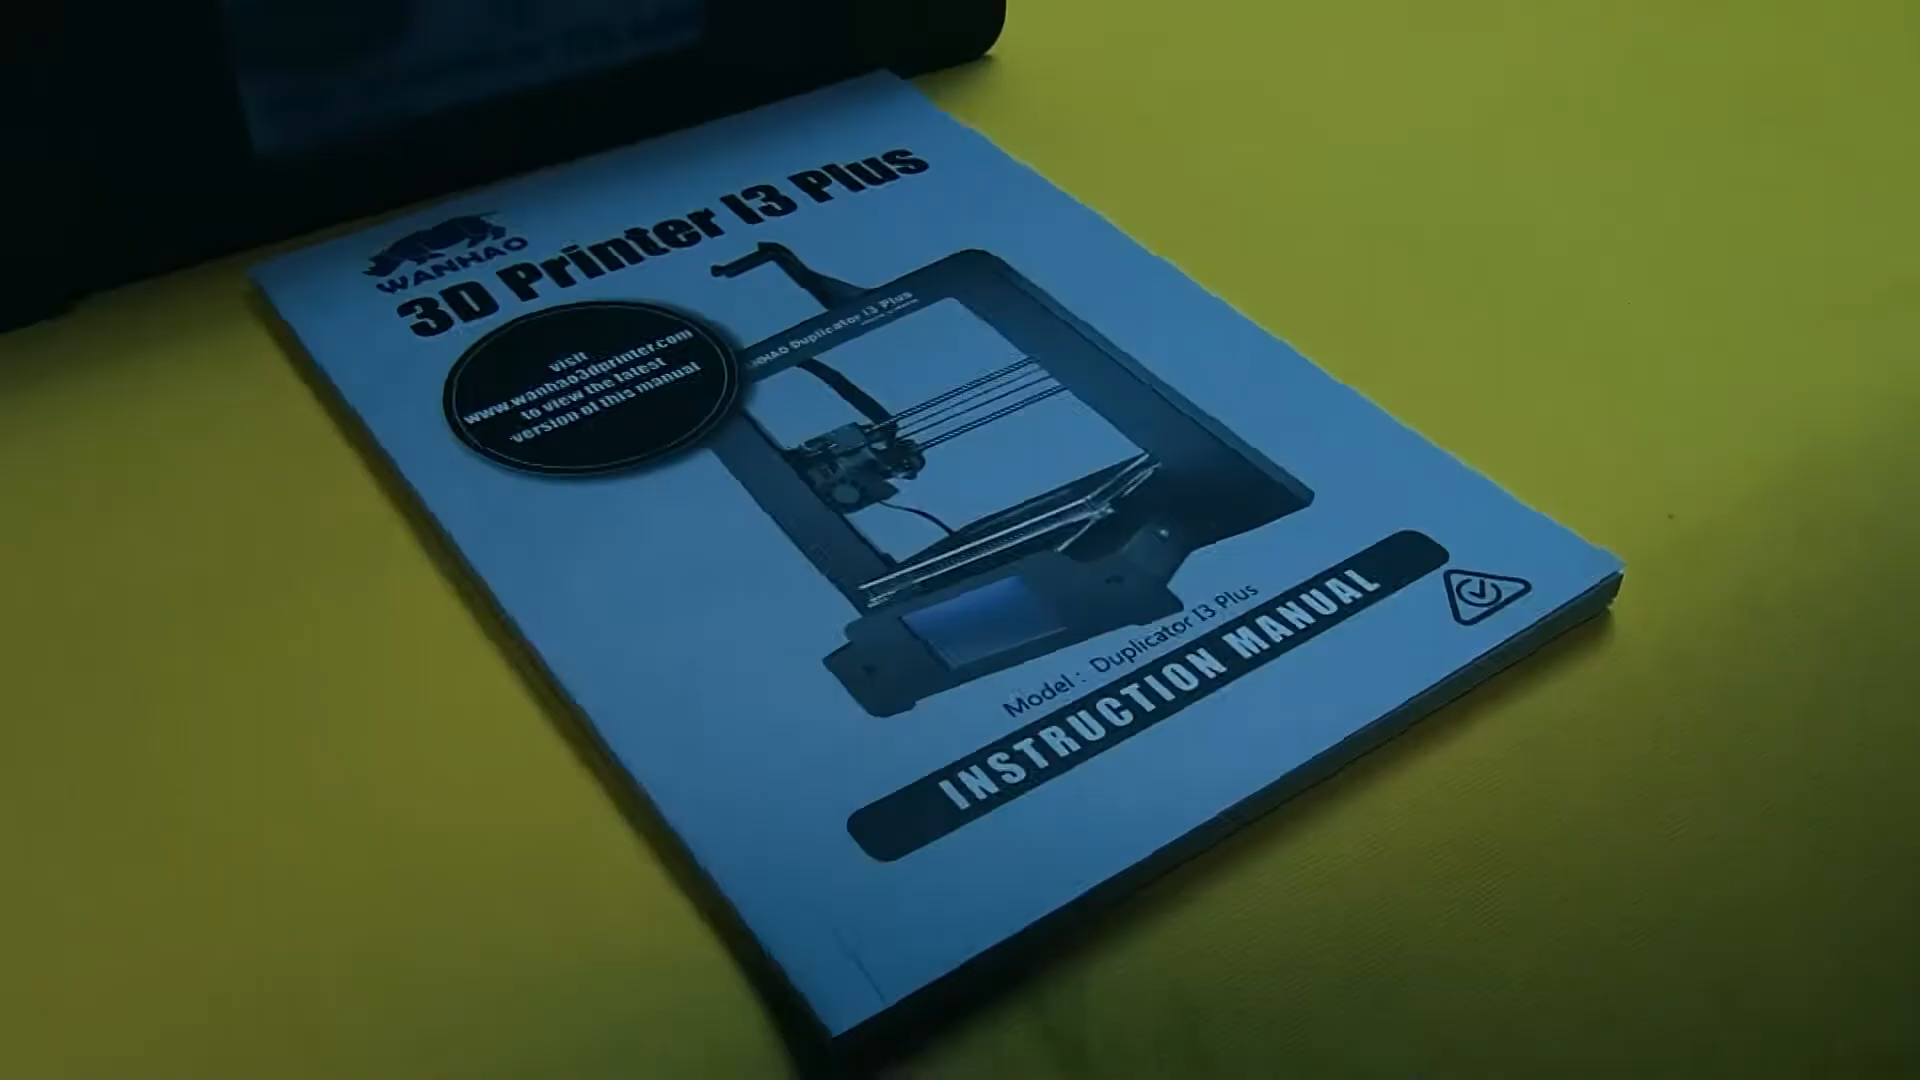 WANHAO
3D Printer I3 Plus
visit
www.wanhao3dprinter.com
to view the latest
version of this manual
Duplicator i3 Plus
Model : Duplicator I3 Plus
INSTRUCTION MANUAL